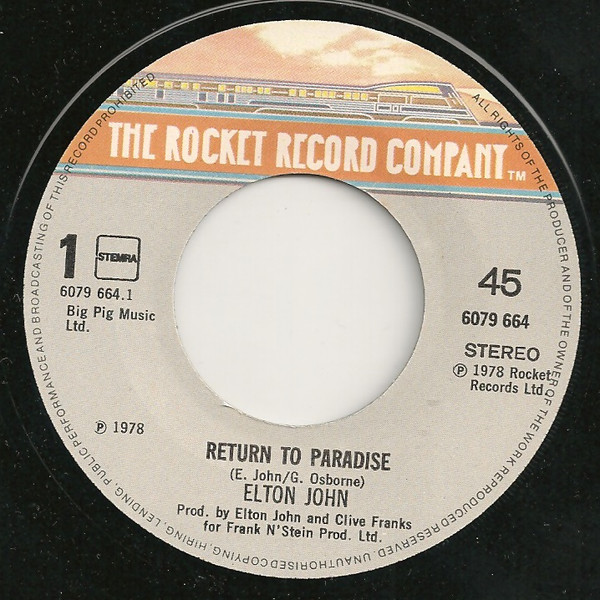 THE ROCKET RECORD COMPANY™
1
STEMRA
6079 664.1
Big Pig Music
Ltd.
℗ 1978
45
6079 664
STEREO
℗ 1978 Rocket
Records Ltd.
RETURN TO PARADISE
(E. John/G. Osborne)
ELTON JOHN
Prod. by Elton John and Clive Franks
for Frank N'Stein Prod. Ltd.
ALL RIGHTS OF THE PRODUCER AND OF THE OWNER OF THE WORK REPRODUCED RESERVED. UNAUTHORISED COPYING, HIRING, LENDING, PUBLIC PERFORMANCE AND BROADCASTING OF THIS RECORD PROHIBITED